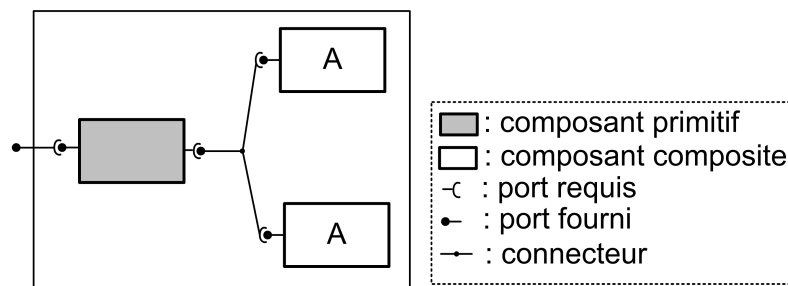 A
A
: composant primitif
: composant composite
: port requis
: port fourni
: connecteur